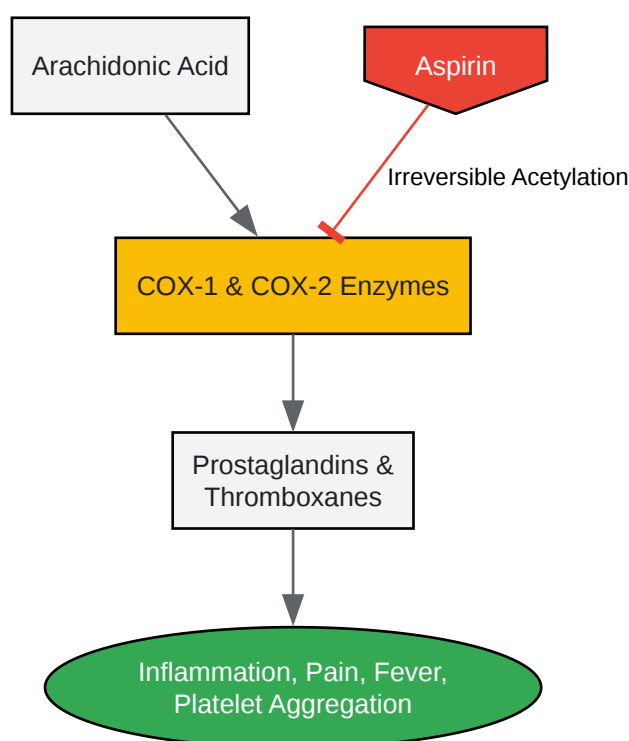 Arachidonic Acid
Aspirin
Irreversible Acetylation
COX-1 & COX-2 Enzymes
Prostaglandins &
Thromboxanes
Inflammation, Pain, Fever,
Platelet Aggregation